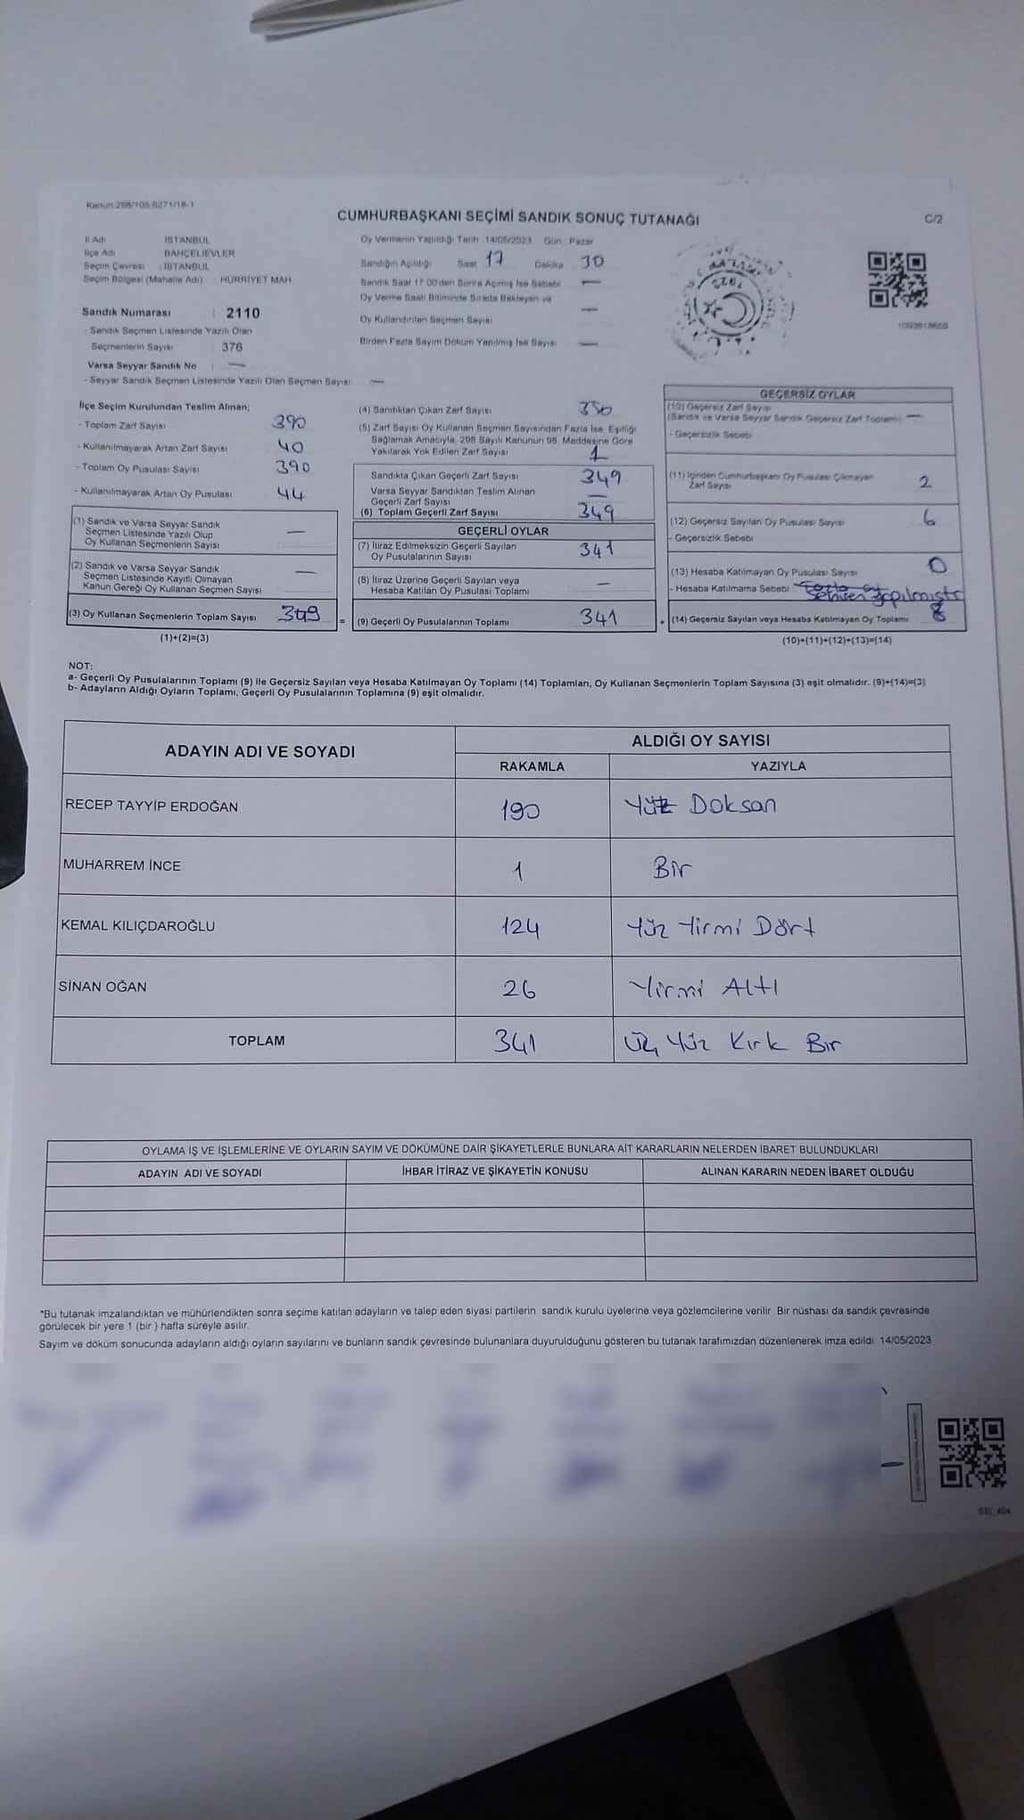 Kanun:298/105-6271/18-1
CUMHURBAŞKANI SEÇİMİ SANDIK SONUÇ TUTANAĞI
C/2
İl Adı İSTANBUL
İlçe Adı BAHÇELİEVLER
Seçim Çevresi : İSTANBUL
Seçim Bölgesi (Mahalle Adı) HÜRRİYET MAH
Sandık Numarası : 2110
- Sandık Seçmen Listesinde Yazılı Olan
Seçmenlerin Sayısı : 376
Varsa Seyyar Sandık No : —
- Seyyar Sandık Seçmen Listesinde Yazılı Olan Seçmen Sayısı —
Oy Vermenin Yapıldığı Tarih 14/05/2023 Gün: Pazar
Sandığın Açıldığı Saat 17 Dakika 30
Sandık Saat 17.00'den Sonra Açılmış İse Sebebi —
Oy Verme Saati Bitiminde Sırada Bekleyen ve
Oy Kullandırılan Seçmen Sayısı —
Birden Fazla Sayım Döküm Yapılmış İse Sayısı —
İlçe Seçim Kurulundan Teslim Alınan;
- Toplam Zarf Sayısı 390
- Kullanılmayarak Artan Zarf Sayısı 40
- Toplam Oy Pusulası Sayısı 390
- Kullanılmayarak Artan Oy Pusulası 44
(1) Sandık ve Varsa Seyyar Sandık
Seçmen Listesinde Yazılı Olup
Oy Kullanan Seçmenlerin Sayısı —
(2) Sandık ve Varsa Seyyar Sandık
Seçmen Listesinde Kayıtlı Olmayan
Kanun Gereği Oy Kullanan Seçmen Sayısı —
(3) Oy Kullanan Seçmenlerin Toplam Sayısı 349
(1)+(2)=(3)
(4) Sandıktan Çıkan Zarf Sayısı 350
(5) Zarf Sayısı Oy Kullanan Seçmen Sayısından Fazla İse, Eşitliği
Sağlamak Amacıyla, 298 Sayılı Kanunun 98. Maddesine Göre
Yakılarak Yok Edilen Zarf Sayısı 1
Sandıkta Çıkan Geçerli Zarf Sayısı 349
Varsa Seyyar Sandıktan Teslim Alınan
Geçerli Zarf Sayısı —
(6) Toplam Geçerli Zarf Sayısı 349
GEÇERLİ OYLAR
(7) İtiraz Edilmeksizin Geçerli Sayılan
Oy Pusulalarının Sayısı 341
(8) İtiraz Üzerine Geçerli Sayılan veya
Hesaba Katılan Oy Pusulası Toplamı —
= (9) Geçerli Oy Pusulalarının Toplamı 341
GEÇERSİZ OYLAR
(10) Geçersiz Zarf Sayısı
(Sandık ve Varsa Seyyar Sandık Geçersiz Zarf Toplamı) —
- Geçersizlik Sebebi
(11) İçinden Cumhurbaşkanı Oy Pusulası Çıkmayan
Zarf Sayısı 2
(12) Geçersiz Sayılan Oy Pusulası Sayısı 6
- Geçersizlik Sebebi
(13) Hesaba Katılmayan Oy Pusulası Sayısı 0
- Hesaba Katılmama Sebebi Sehven yapılmıştır
+ (14) Geçersiz Sayılan veya Hesaba Katılmayan Oy Toplamı 8
(10)+(11)+(12)+(13)=(14)
NOT:
a- Geçerli Oy Pusulalarının Toplamı (9) ile Geçersiz Sayılan veya Hesaba Katılmayan Oy Toplamı (14) Toplamları, Oy Kullanan Seçmenlerin Toplam Sayısına (3) eşit olmalıdır. (9)+(14)=(3)
b- Adayların Aldığı Oyların Toplamı, Geçerli Oy Pusulalarının Toplamına (9) eşit olmalıdır.
ADAYIN ADI VE SOYADI
ALDIĞI OY SAYISI
RAKAMLA YAZIYLA
RECEP TAYYİP ERDOĞAN 190 Yüz Doksan
MUHARREM İNCE 1 Bir
KEMAL KILIÇDAROĞLU 124 Yüz Yirmi Dört
SİNAN OĞAN 26 Yirmi Altı
TOPLAM 341 Üç Yüz Kırk Bir
OYLAMA İŞ VE İŞLEMLERİNE VE OYLARIN SAYIM VE DÖKÜMÜNE DAİR ŞİKAYETLERLE BUNLARA AİT KARARLARIN NELERDEN İBARET BULUNDUKLARI
ADAYIN ADI VE SOYADI İHBAR İTİRAZ VE ŞİKAYETİN KONUSU ALINAN KARARIN NEDEN İBARET OLDUĞU
*Bu tutanak imzalandıktan ve mühürlendikten sonra seçime katılan adayların ve talep eden siyasi partilerin sandık kurulu üyelerine veya gözlemcilerine verilir. Bir nüshası da sandık çevresinde
görülecek bir yere 1 (bir ) hafta süreyle asılır.
Sayım ve döküm sonucunda adayların aldığı oyların sayılarını ve bunların sandık çevresinde bulunanlara duyurulduğunu gösteren bu tutanak tarafımızdan düzenlenerek imza edildi. 14/05/2023